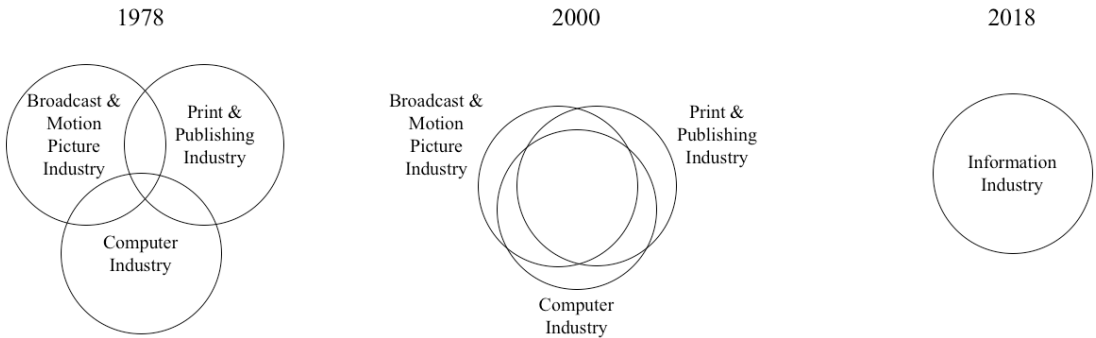 1978
Broadcast &
Motion
Picture
Industry
Print &
Publishing
Industry
Computer
Industry
2000
Broadcast &
Motion
Picture
Industry
Print &
Publishing
Industry
Computer
Industry
2018
Information
Industry